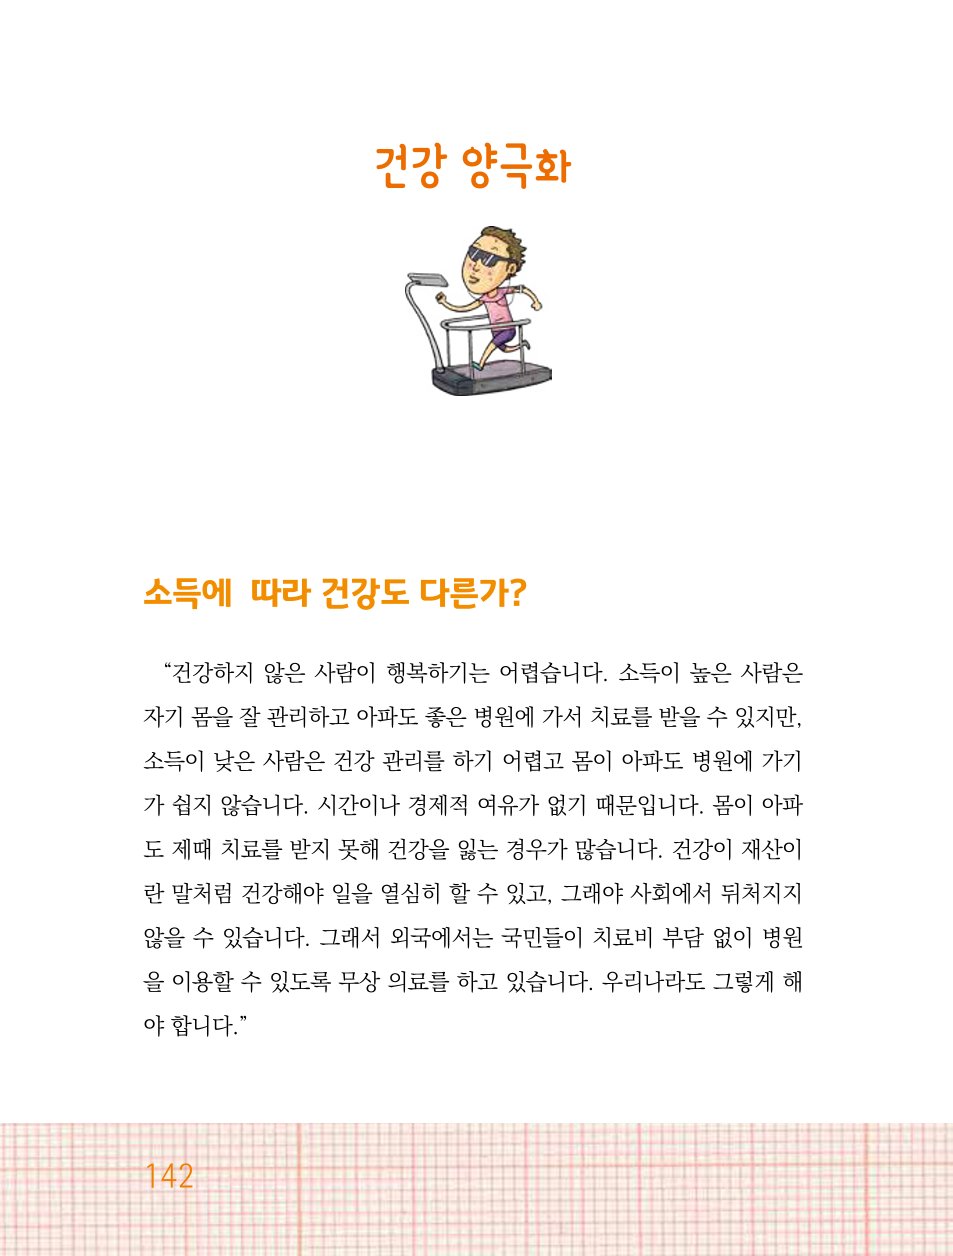 건강 양극화
소득에 따라 건강도 다른가?
“건강하지 않은 사람이 행복하기는 어렵습니다. 소득이 높은 사람은
자기 몸을 잘 관리하고 아파도 좋은 병원에 가서 치료를 받을 수 있지만,
소득이 낮은 사람은 건강 관리를 하기 어렵고 몸이 아파도 병원에 가기
가 쉽지 않습니다. 시간이나 경제적 여유가 없기 때문입니다. 몸이 아파
도 제때 치료를 받지 못해 건강을 잃는 경우가 많습니다. 건강이 재산이
란 말처럼 건강해야 일을 열심히 할 수 있고, 그래야 사회에서 뒤처지지
않을 수 있습니다. 그래서 외국에서는 국민들이 치료비 부담 없이 병원
을 이용할 수 있도록 무상 의료를 하고 있습니다. 우리나라도 그렇게 해
야 합니다.”
142